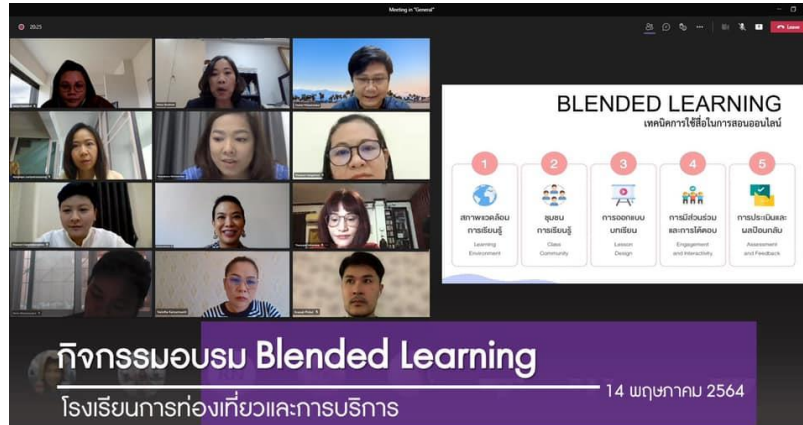 Meeting in "General"
20:25
Leave
BLENDED LEARNING
เทคนิคการใช้สื่อในการสอนออนไลน์
1
สภาพแวดล้อม
การเรียนรู้
Learning
Environment
2
ชุมชน
การเรียนรู้
Class
Community
3
การออกแบบ
บทเรียน
Lesson
Design
4
การมีส่วนร่วม
และการโต้ตอบ
Engagement
and Interactivity
5
การประเมินและ
ผลป้อนกลับ
Assessment
and Feedback
กิจกรรมอบรม Blended Learning
14 พฤษภาคม 2564
โรงเรียนการท่องเที่ยวและการบริการ